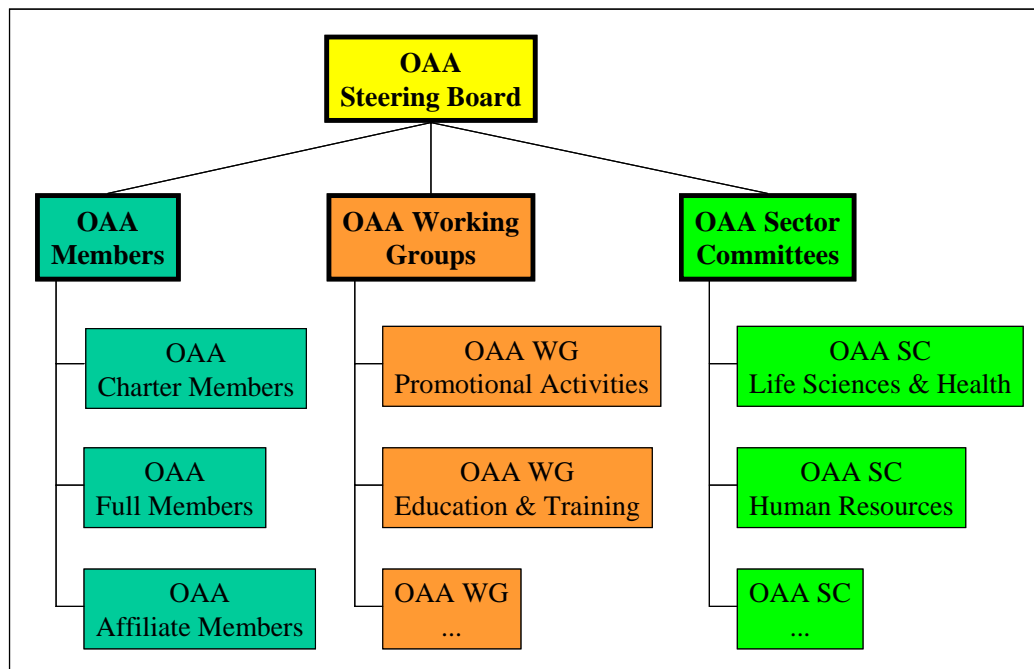 OAA
Steering Board
OAA
Members
OAA Working
Groups
OAA Sector
Committees
OAA
Charter Members
OAA WG
Promotional Activities
OAA SC
Life Sciences & Health
OAA
Full Members
OAA WG
Education & Training
OAA SC
Human Resources
OAA
Affiliate Members
OAA WG
...
OAA SC
...